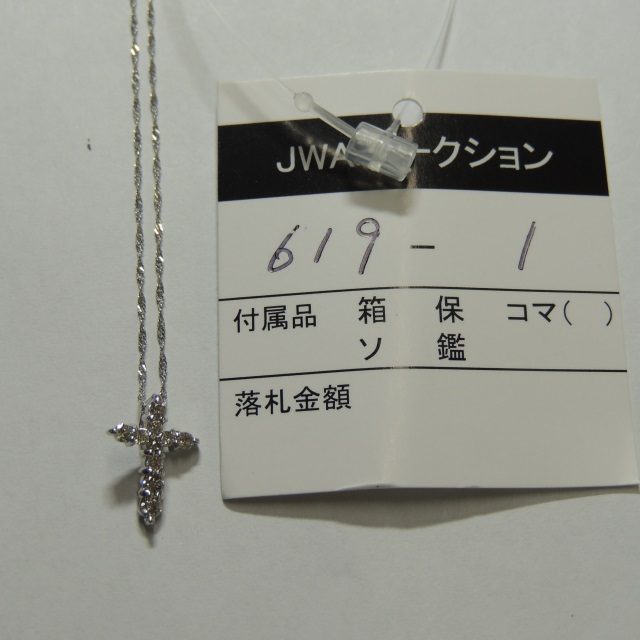 JWA ークション
619 - 1
付属品 箱 保 コマ( )
ソ 鑑
落札金額